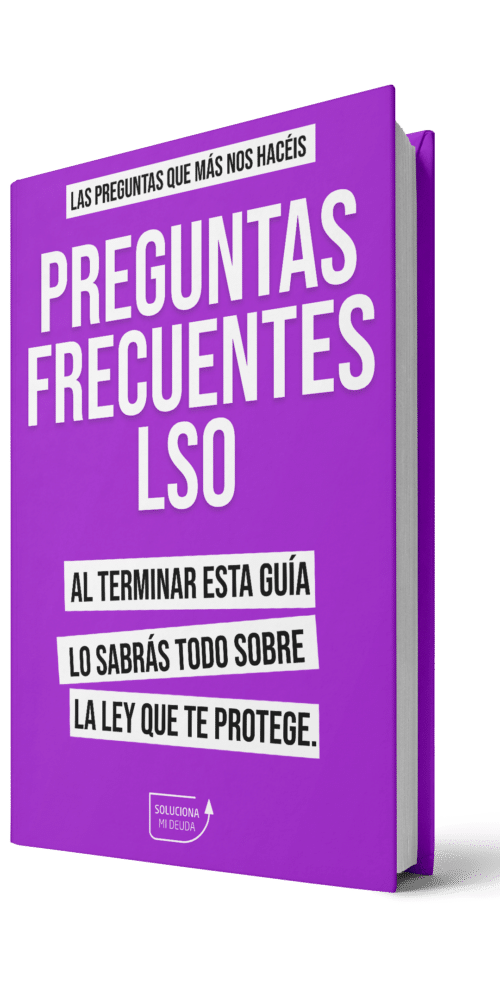 LAS PREGUNTAS QUE MÁS NOS HACÉIS
PREGUNTAS
FRECUENTES
LSO
AL TERMINAR ESTA GUÍA
LO SABRÁS TODO SOBRE
LA LEY QUE TE PROTEGE.
SOLUCIONA
MI DEUDA